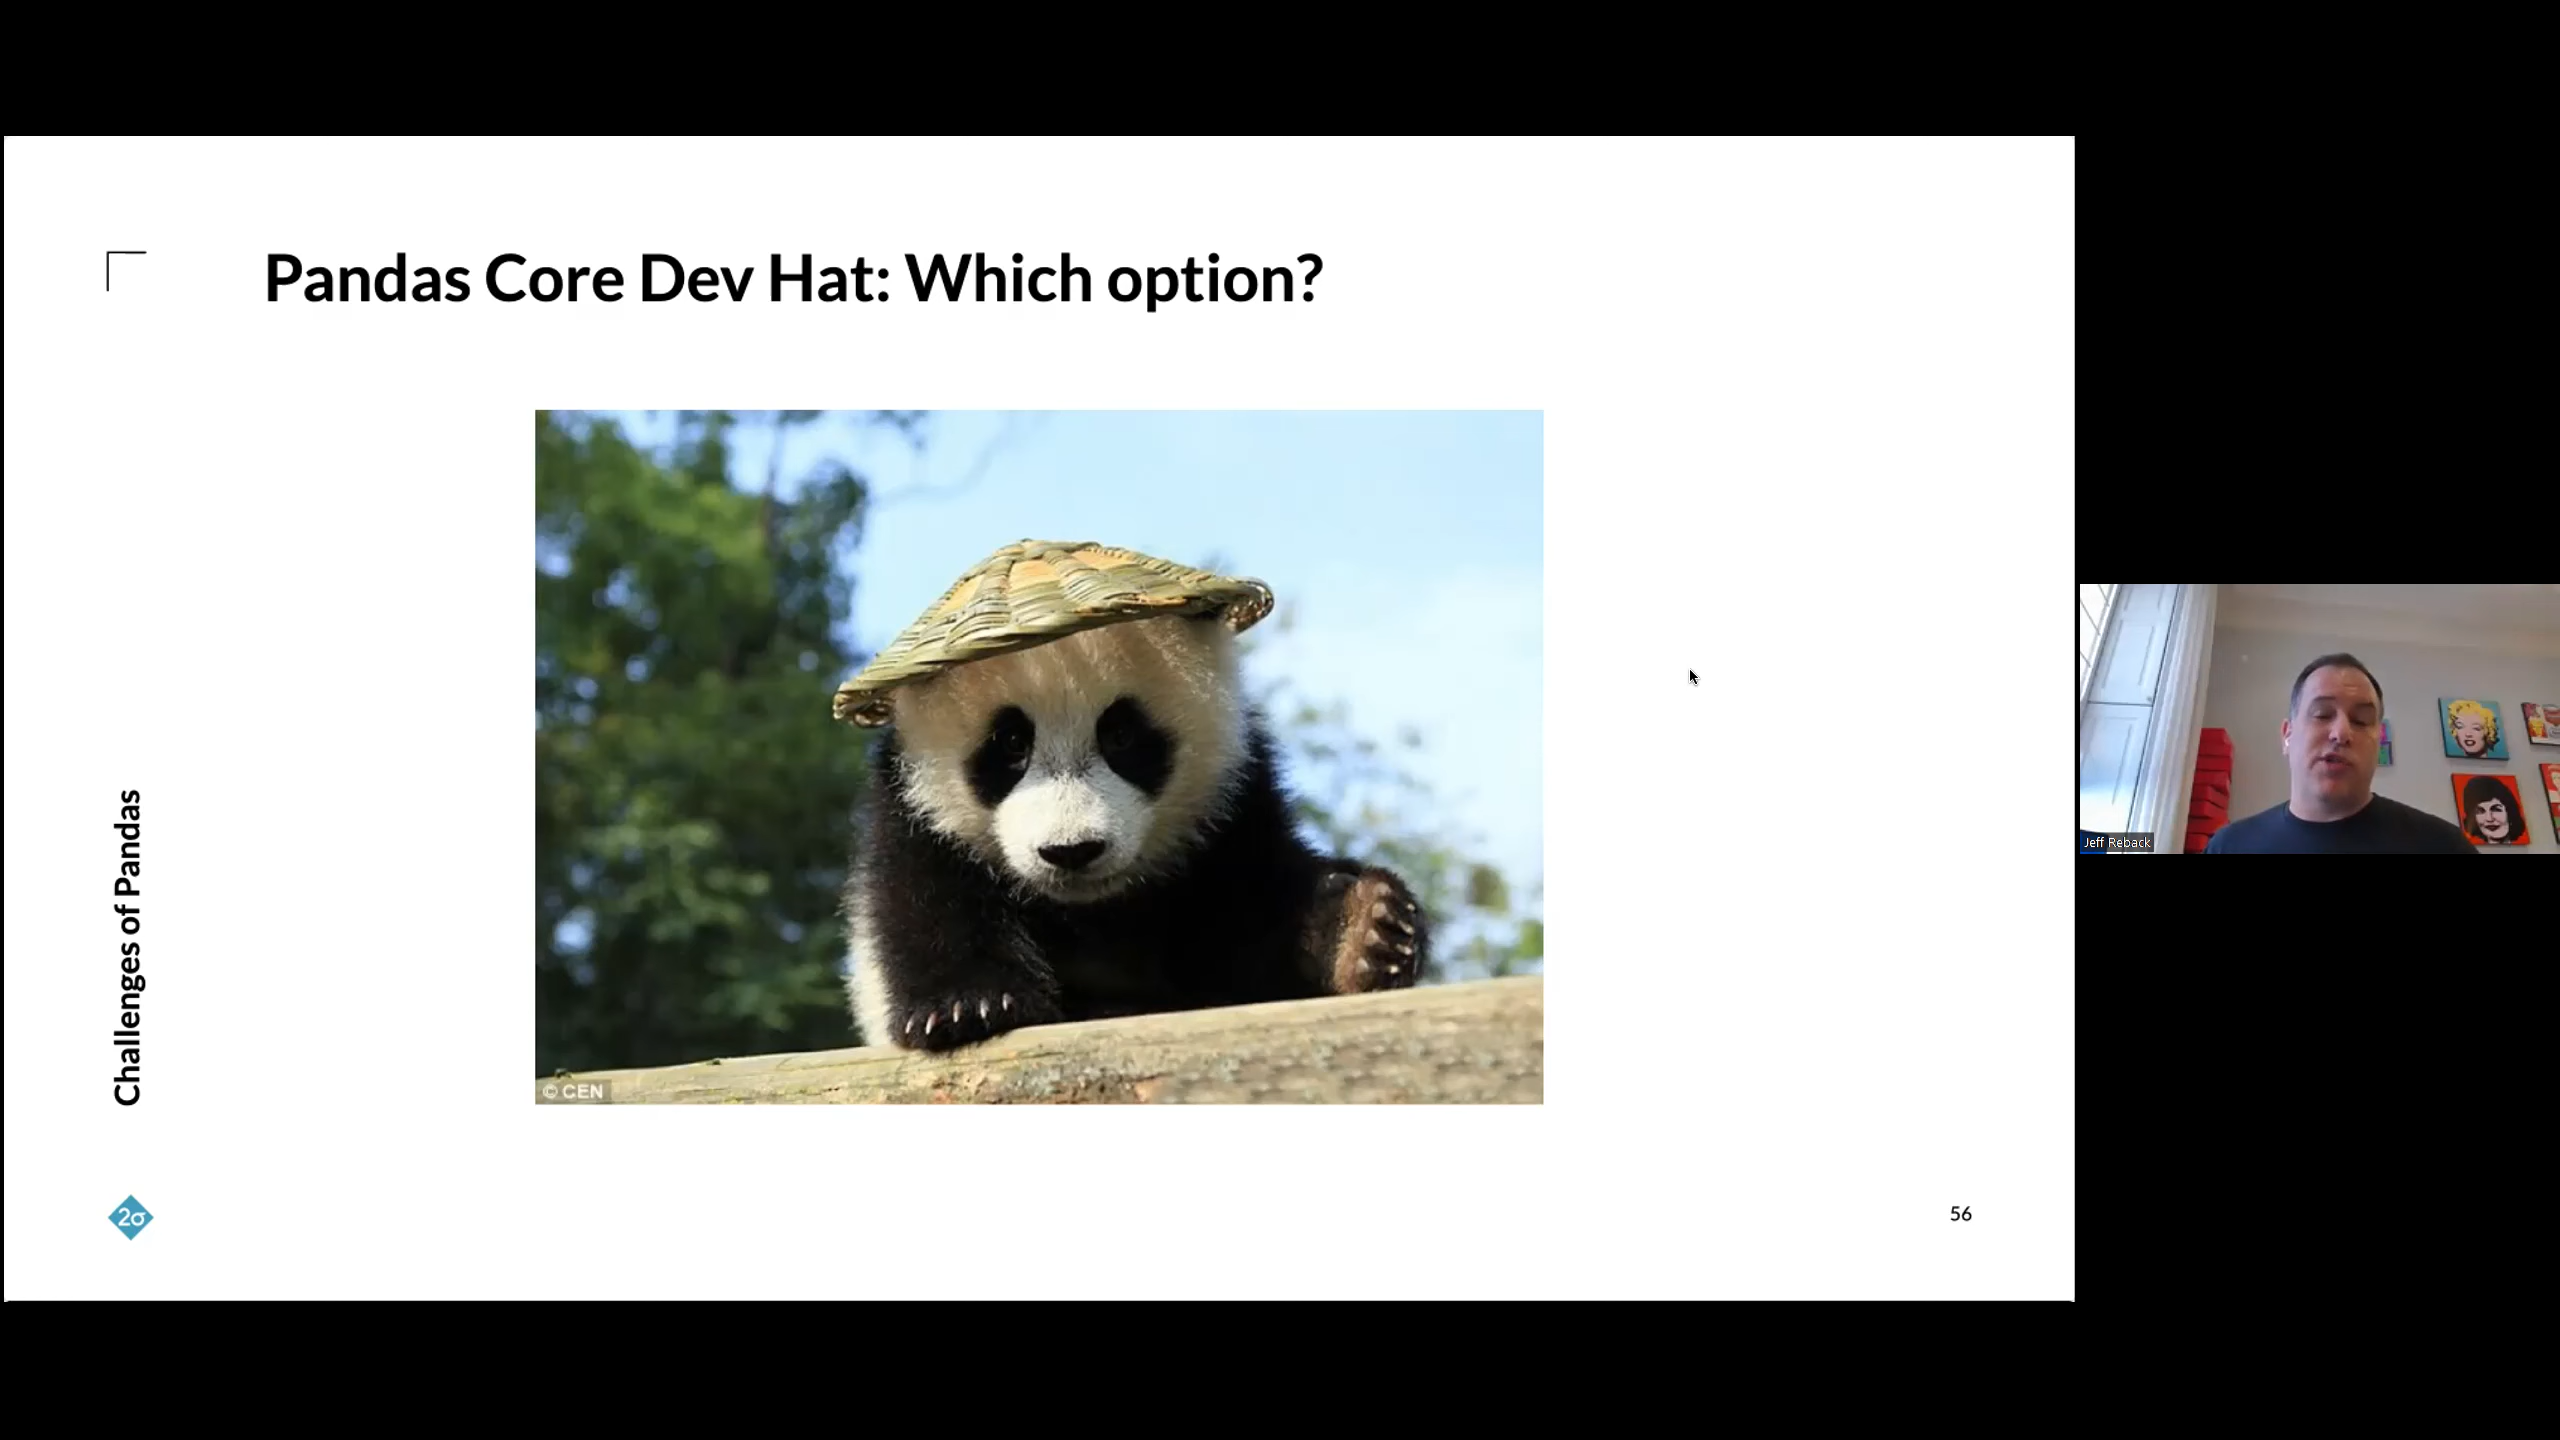 Pandas Core Dev Hat: Which option?
Challenges of Pandas
© CEN
2σ
56
Jeff Reback